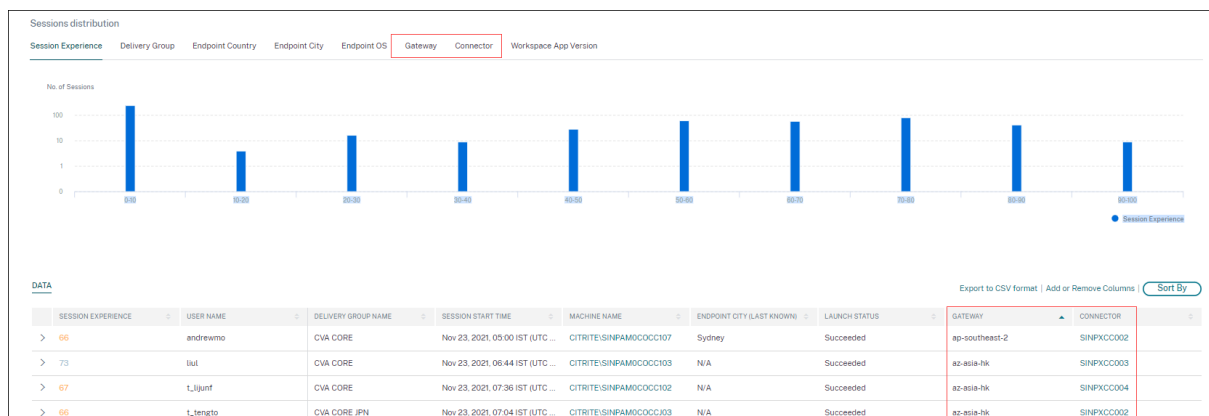 Sessions distribution
Session Experience Delivery Group Endpoint Country Endpoint City Endpoint OS Gateway Connector Workspace App Version
No. of Sessions
100
10
1
0
0-10 10-20 20-30 30-40 40-50 50-60 60-70 70-80 80-90 90-100
Session Experience
DATA Export to CSV format | Add or Remove Columns | Sort By
SESSION EXPERIENCE USER NAME DELIVERY GROUP NAME SESSION START TIME MACHINE NAME ENDPOINT CITY (LAST KNOWN) LAUNCH STATUS GATEWAY CONNECTOR
66 andrewmo CVA CORE Nov 23, 2021, 05:00 IST (UTC ... CITRITE\SINPAM0COCC107 Sydney Succeeded ap-southeast-2 SINPXCC002
73 liul CVA CORE Nov 23, 2021, 06:44 IST (UTC ... CITRITE\SINPAM0COCC103 N/A Succeeded az-asia-hk SINPXCC003
67 t_lijunf CVA CORE Nov 23, 2021, 07:36 IST (UTC ... CITRITE\SINPAM0COCC102 N/A Succeeded az-asia-hk SINPXCC004
66 t_tengto CVA CORE JPN Nov 23, 2021, 07:04 IST (UTC ... CITRITE\SINPAM0COCCJ03 N/A Succeeded az-asia-hk SINPXCC002